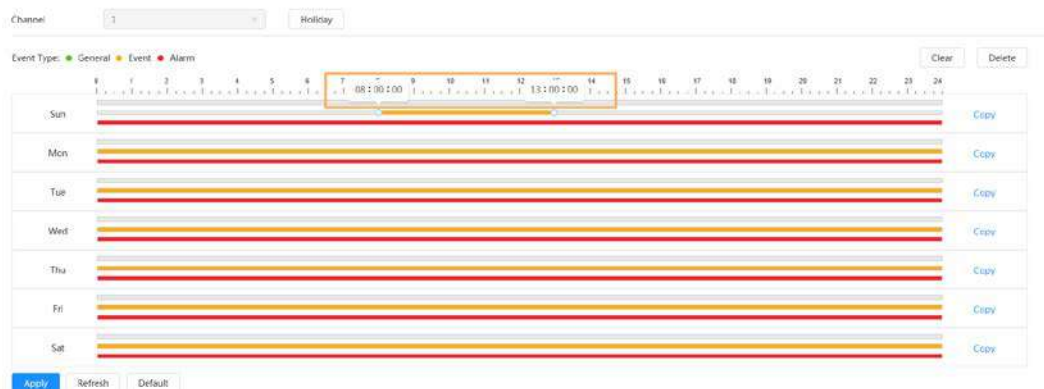 Channel 1 Holiday
Event Type: General Event Alarm Clear Delete
0 1 2 3 4 5 6 7 9 10 11 12 14 15 16 17 18 19 20 21 22 23 24
08:00:00 13:00:00
Sun Copy
Mon Copy
Tue Copy
Wed Copy
Thu Copy
Fri Copy
Sat Copy
Apply Refresh Default